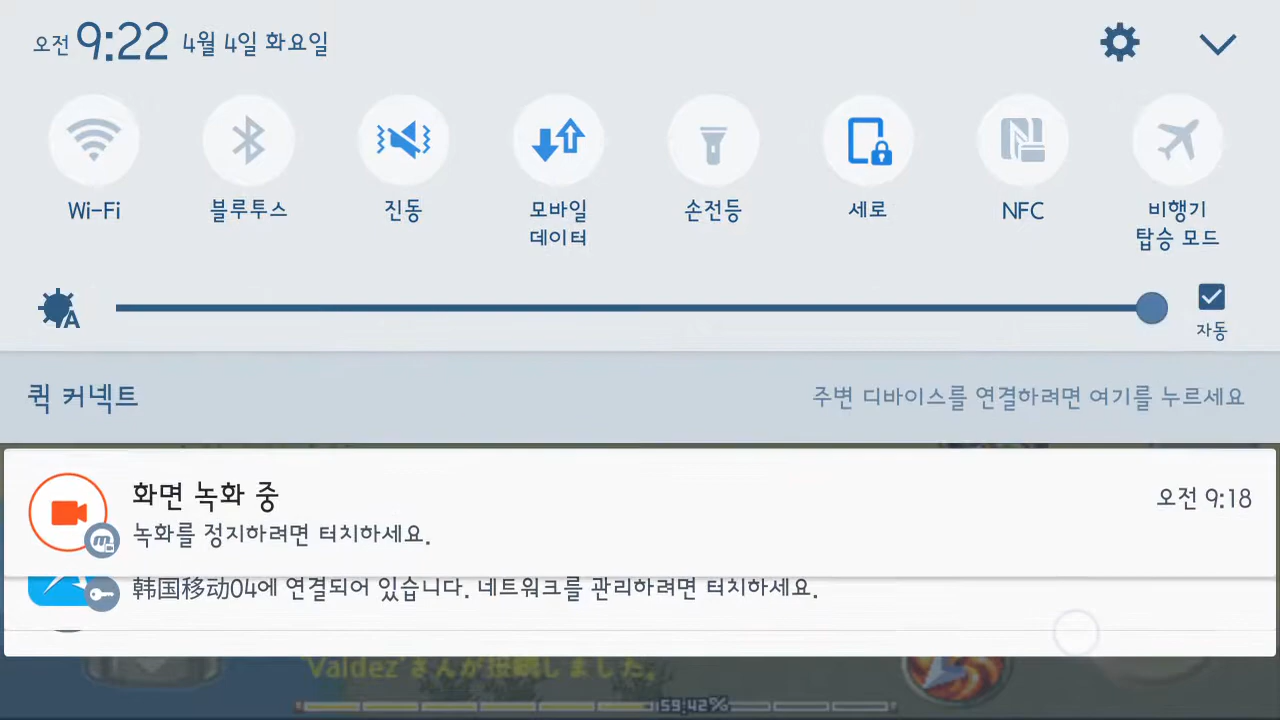 오전 9:22 4월 4일 화요일
Wi-Fi
블루투스
진동
모바일
데이터
손전등
세로
NFC
비행기
탑승 모드
A
자동
퀵 커넥트
주변 디바이스를 연결하려면 여기를 누르세요
화면 녹화 중
오전 9:18
녹화를 정지하려면 터치하세요.
韩国移动04에 연결되어 있습니다. 네트워크를 관리하려면 터치하세요.
'Valdez'さんが接続しました。
59.42%